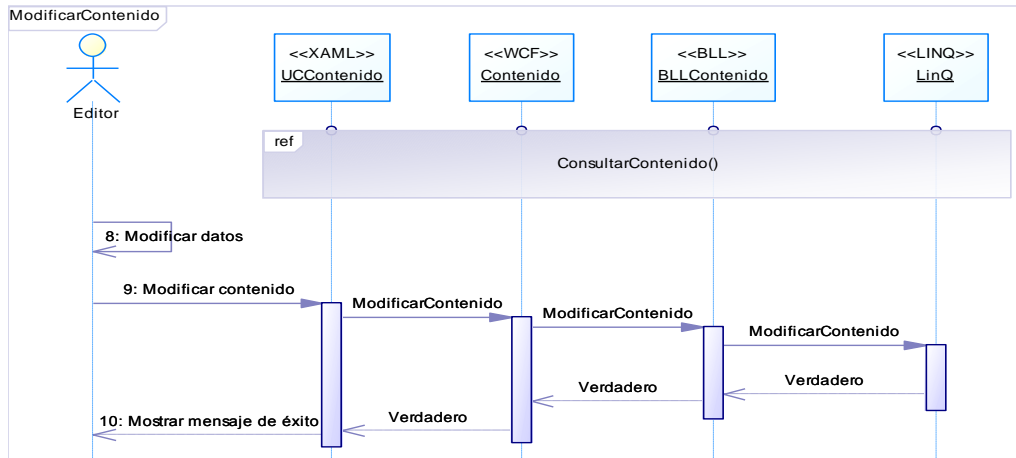 ModificarContenido
Editor
<<XAML>>
UCContenido
<<WCF>>
Contenido
<<BLL>>
BLLContenido
<<LINQ>>
LinQ
ref
ConsultarContenido()
8: Modificar datos
9: Modificar contenido
ModificarContenido
ModificarContenido
ModificarContenido
Verdadero
Verdadero
Verdadero
10: Mostrar mensaje de éxito